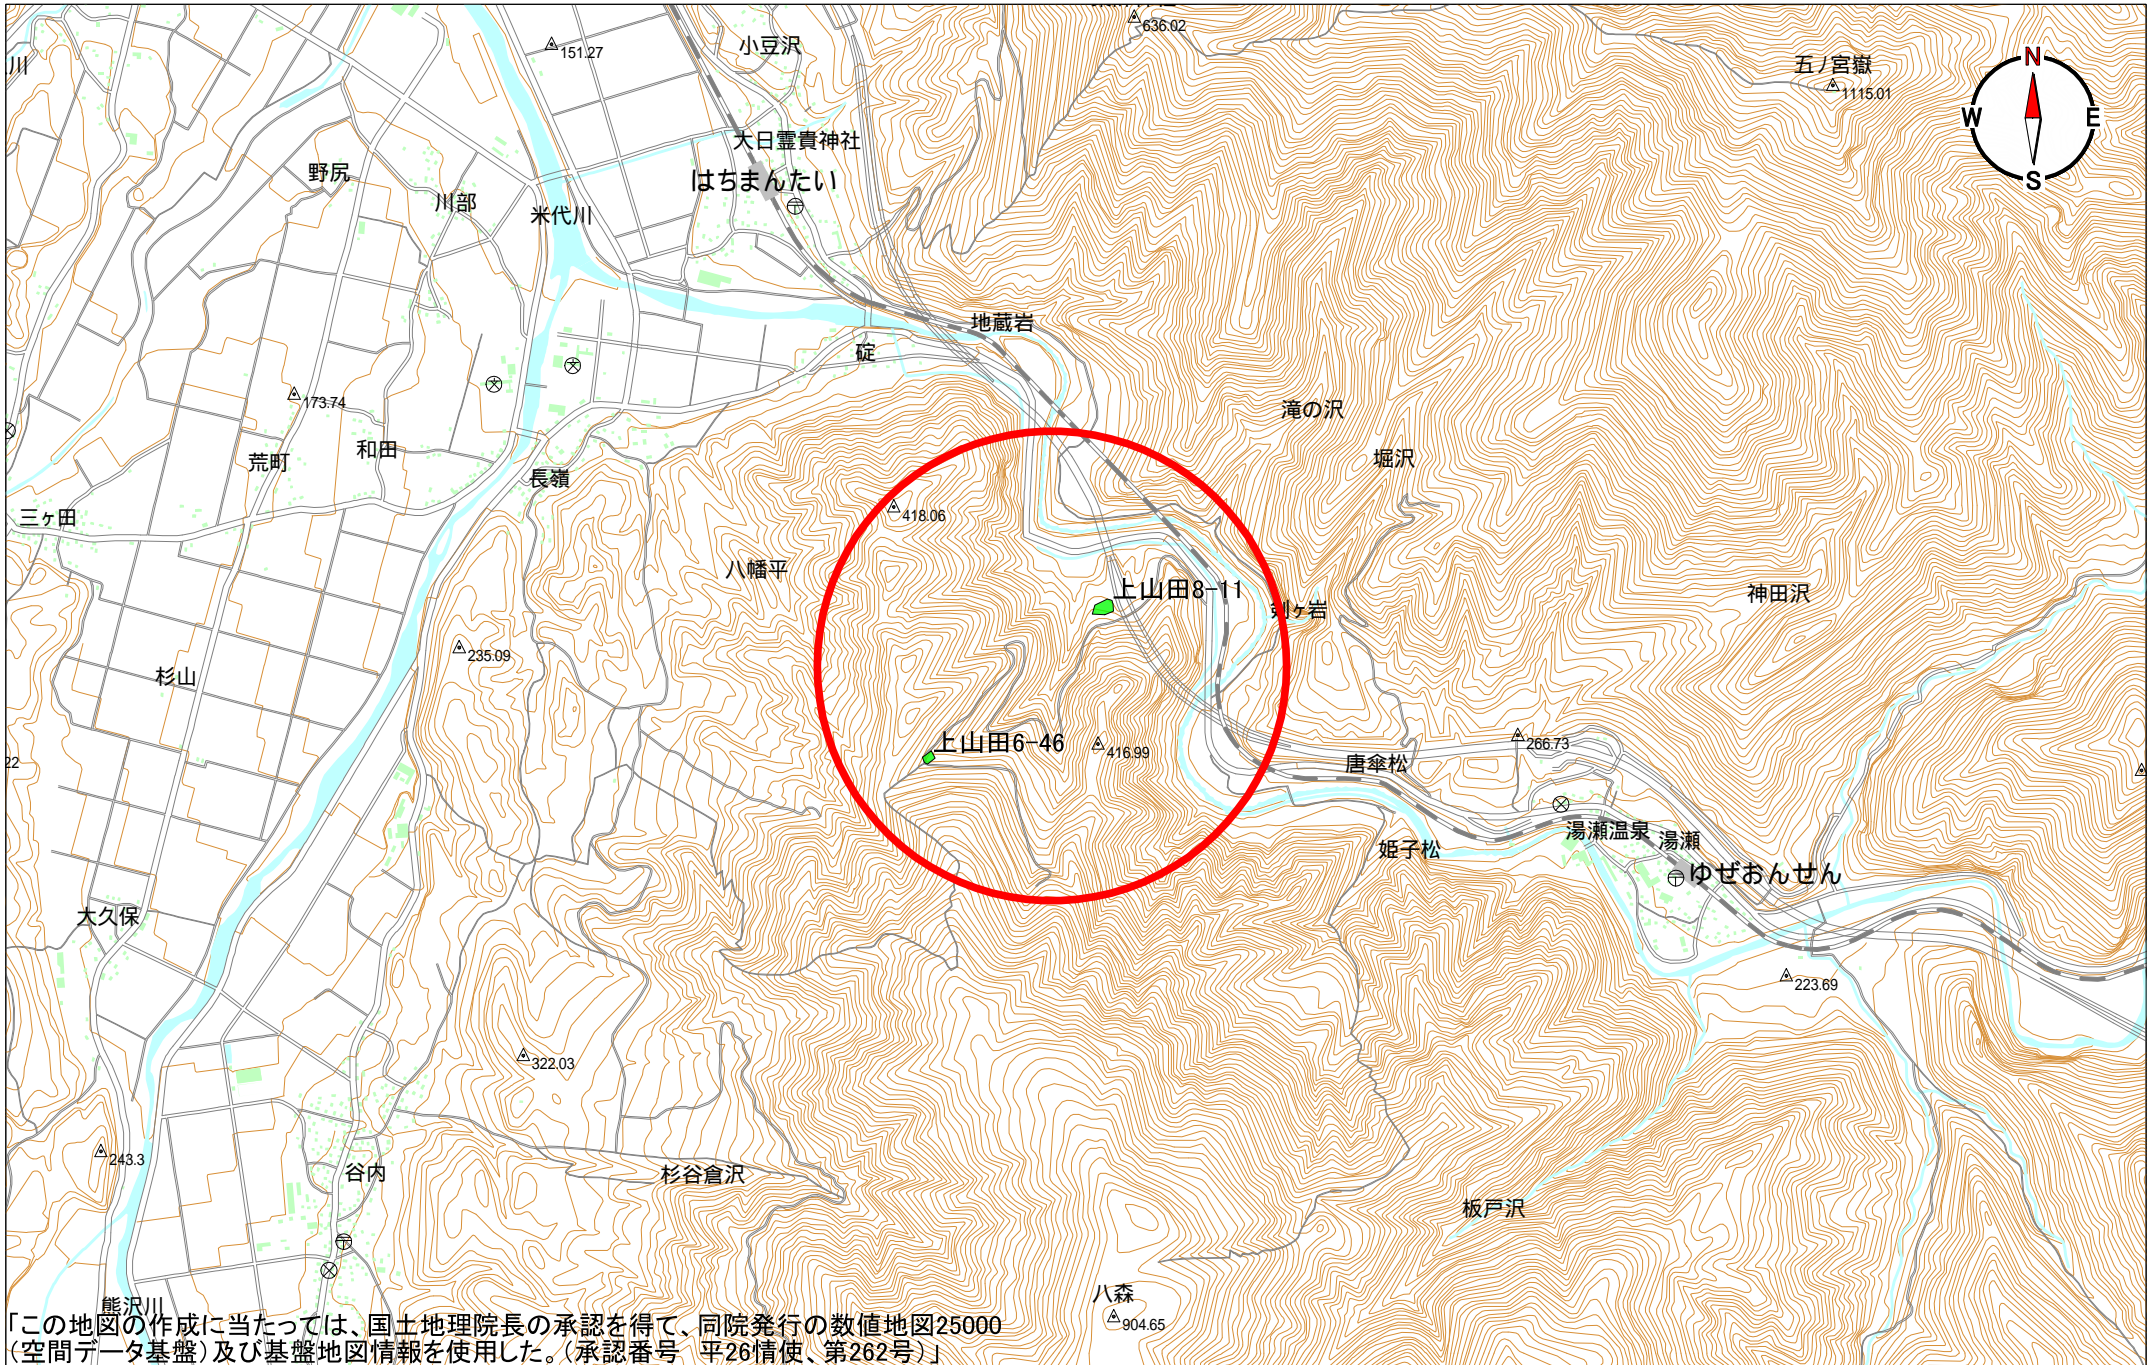 636.02
151.27
小豆沢
五ノ宮嶽
1115.01
N
W
E
S
川
大日霊貴神社
はちまんたい
野尻
川部
米代川
地蔵岩
碇
173.74
滝の沢
和田
荒町
堀沢
長嶺
三ヶ田
418.06
八幡平
上山田8-11
神田沢
235.09
杉山
上山田6-46
416.99
266.73
22
唐傘松
湯瀬温泉
湯瀬
姫子松
ゆぜおんせん
大久保
223.69
322.03
243.3
谷内
杉谷倉沢
板戸沢
八森
904.65
熊沢川
「この地図の作成に当たっては、国土地理院長の承認を得て、同院発行の数値地図25000
（空間データ基盤）及び基盤地図情報を使用した。（承認番号　平26情使、第262号）」